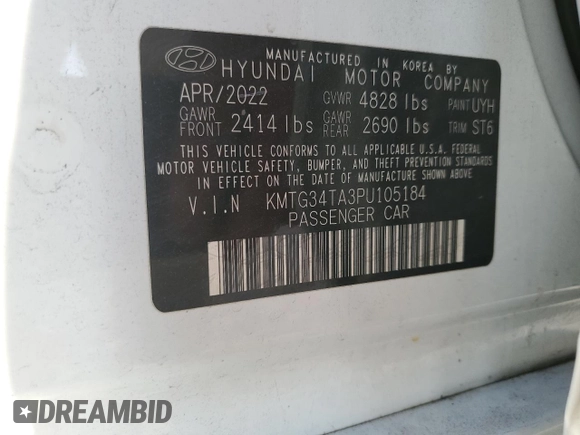 MANUFACTURED IN KOREA BY
HYUNDAI MOTOR COMPANY
APR/2022 GVWR 4828 lbs PAINT UYH
GAWR FRONT 2414 lbs GAWR REAR 2690 lbs TRIM ST6
THIS VEHICLE CONFORMS TO ALL APPLICABLE U.S.A. FEDERAL
MOTOR VEHICLE SAFETY, BUMPER, AND THEFT PREVENTION STANDARDS
IN EFFECT ON THE DATE OF MANUFACTURE SHOWN ABOVE.
V.I.N KMTG34TA3PU105184
PASSENGER CAR
DREAMBID